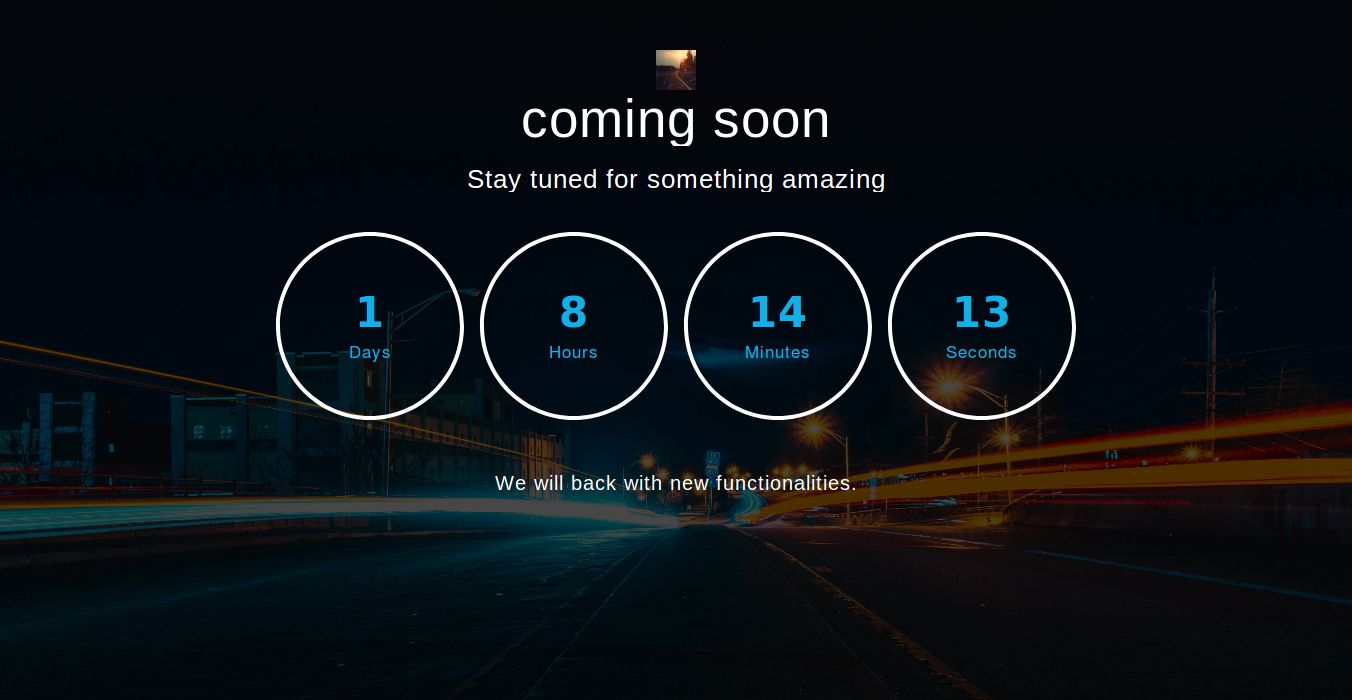 coming soon
Stay tuned for something amazing
1 8 14 13
Days Hours Minutes Seconds
We will back with new functionalities.